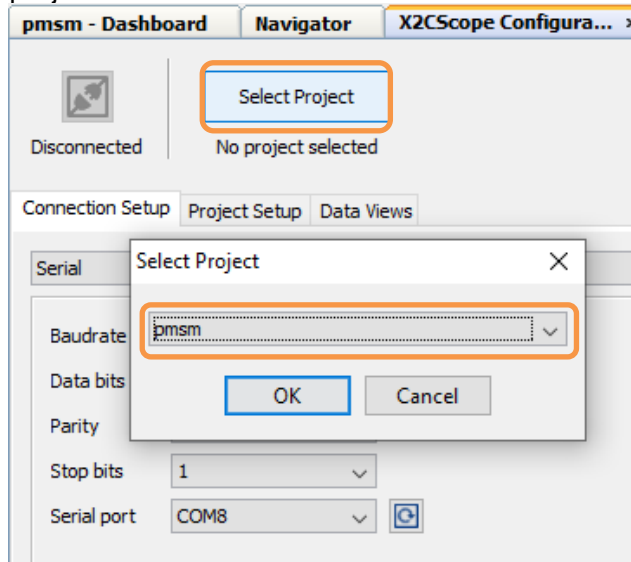 pmsm - Dashboard Navigator X2CScope Configura...
Select Project
Disconnected No project selected
Connection Setup Project Setup Data Views
Serial
Select Project
Baudrate
pmsm
Data bits
OK Cancel
Parity
Stop bits 1
Serial port COM8